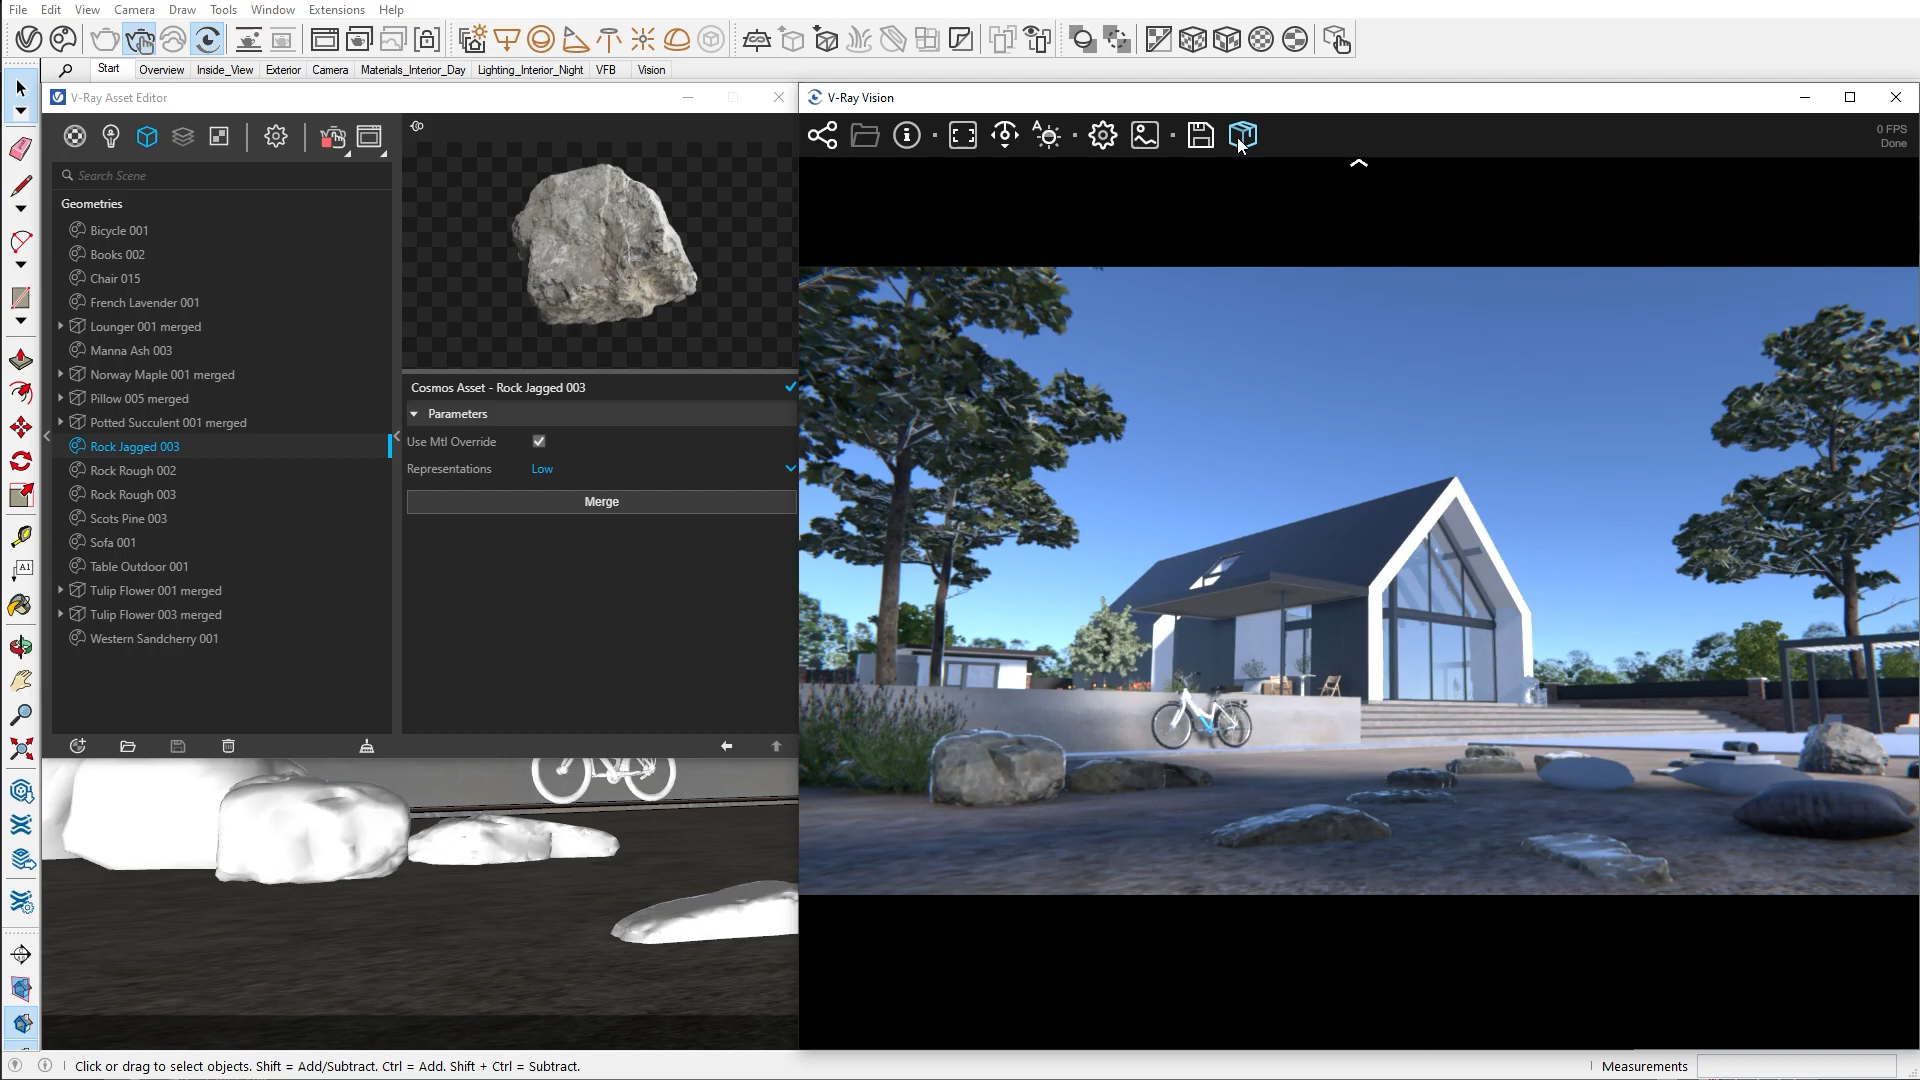 File Edit View Camera Draw Tools Window Extensions Help
Start Overview Inside_View Exterior Camera Materials_Interior_Day Lighting_Interior_Night VFB Vision
V-Ray Asset Editor
Search Scene
Geometries
Bicycle 001
Books 002
Chair 015
French Lavender 001
Lounger 001 merged
Manna Ash 003
Norway Maple 001 merged
Pillow 005 merged
Potted Succulent 001 merged
Rock Jagged 003
Rock Rough 002
Rock Rough 003
Scots Pine 003
Sofa 001
Table Outdoor 001
Tulip Flower 001 merged
Tulip Flower 003 merged
Western Sandcherry 001
Cosmos Asset - Rock Jagged 003
Parameters
Use Mtl Override
Representations Low
Merge
V-Ray Vision
A
0 FPS
Done
A1
Click or drag to select objects. Shift = Add/Subtract. Ctrl = Add. Shift + Ctrl = Subtract.
Measurements